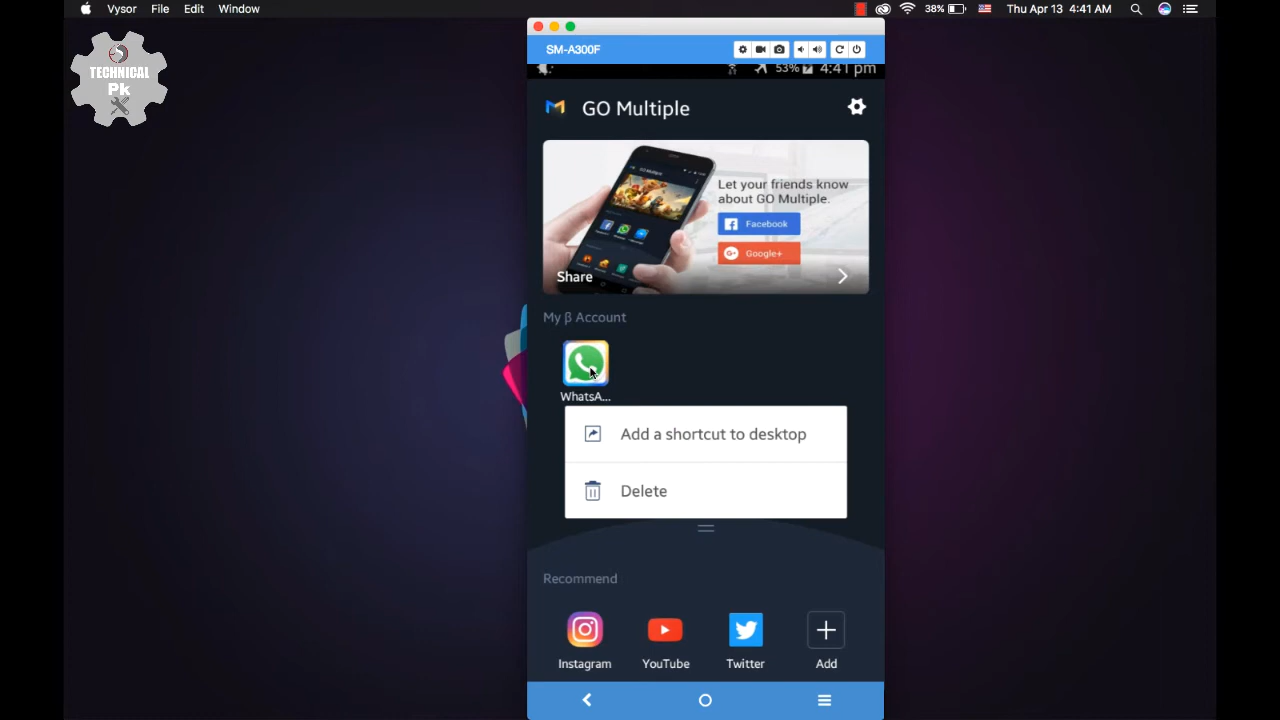 Vysor File Edit Window 38% Thu Apr 13 4:41 AM
TECHNICAL
Pk
SM-A300F
53% 4:41 pm
GO Multiple
Let your friends know
about GO Multiple.
Facebook
Google+
Share
My β Account
WhatsA...
Add a shortcut to desktop
Delete
Recommend
Instagram YouTube Twitter Add